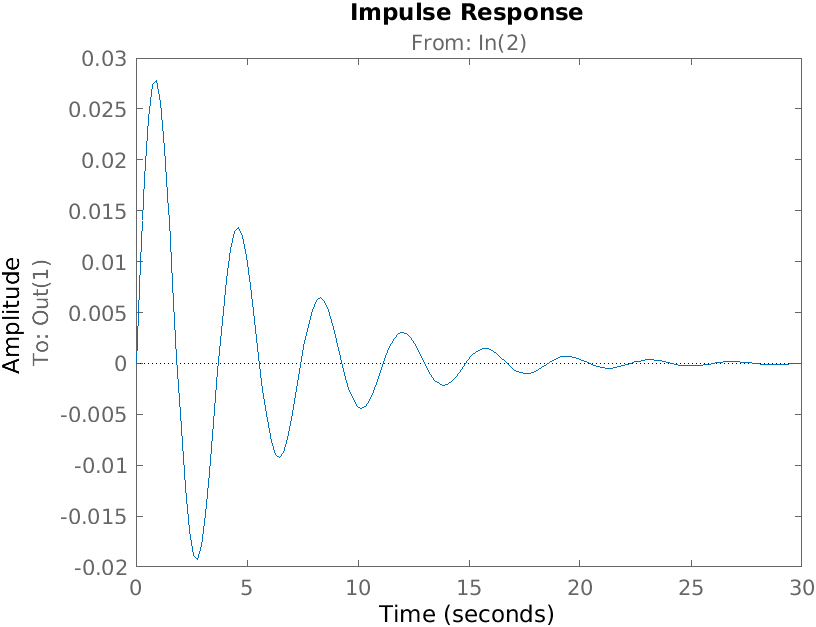 Impulse Response
From: In(2)
Amplitude
To: Out(1)
0.03
0.025
0.02
0.015
0.01
0.005
0
-0.005
-0.01
-0.015
-0.02
0 5 10 15 20 25 30
Time (seconds)